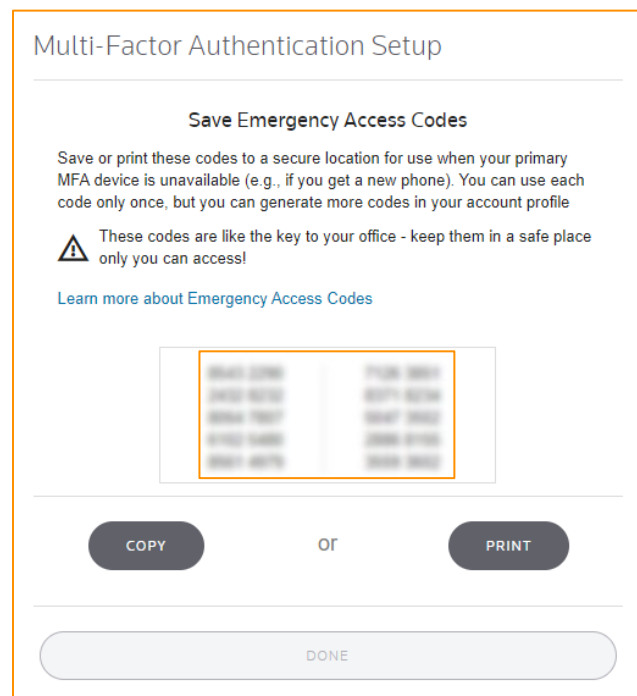 Multi-Factor Authentication Setup
Save Emergency Access Codes
Save or print these codes to a secure location for use when your primary
MFA device is unavailable (e.g., if you get a new phone). You can use each
code only once, but you can generate more codes in your account profile
These codes are like the key to your office - keep them in a safe place
only you can access!
Learn more about Emergency Access Codes
COPY or PRINT
DONE